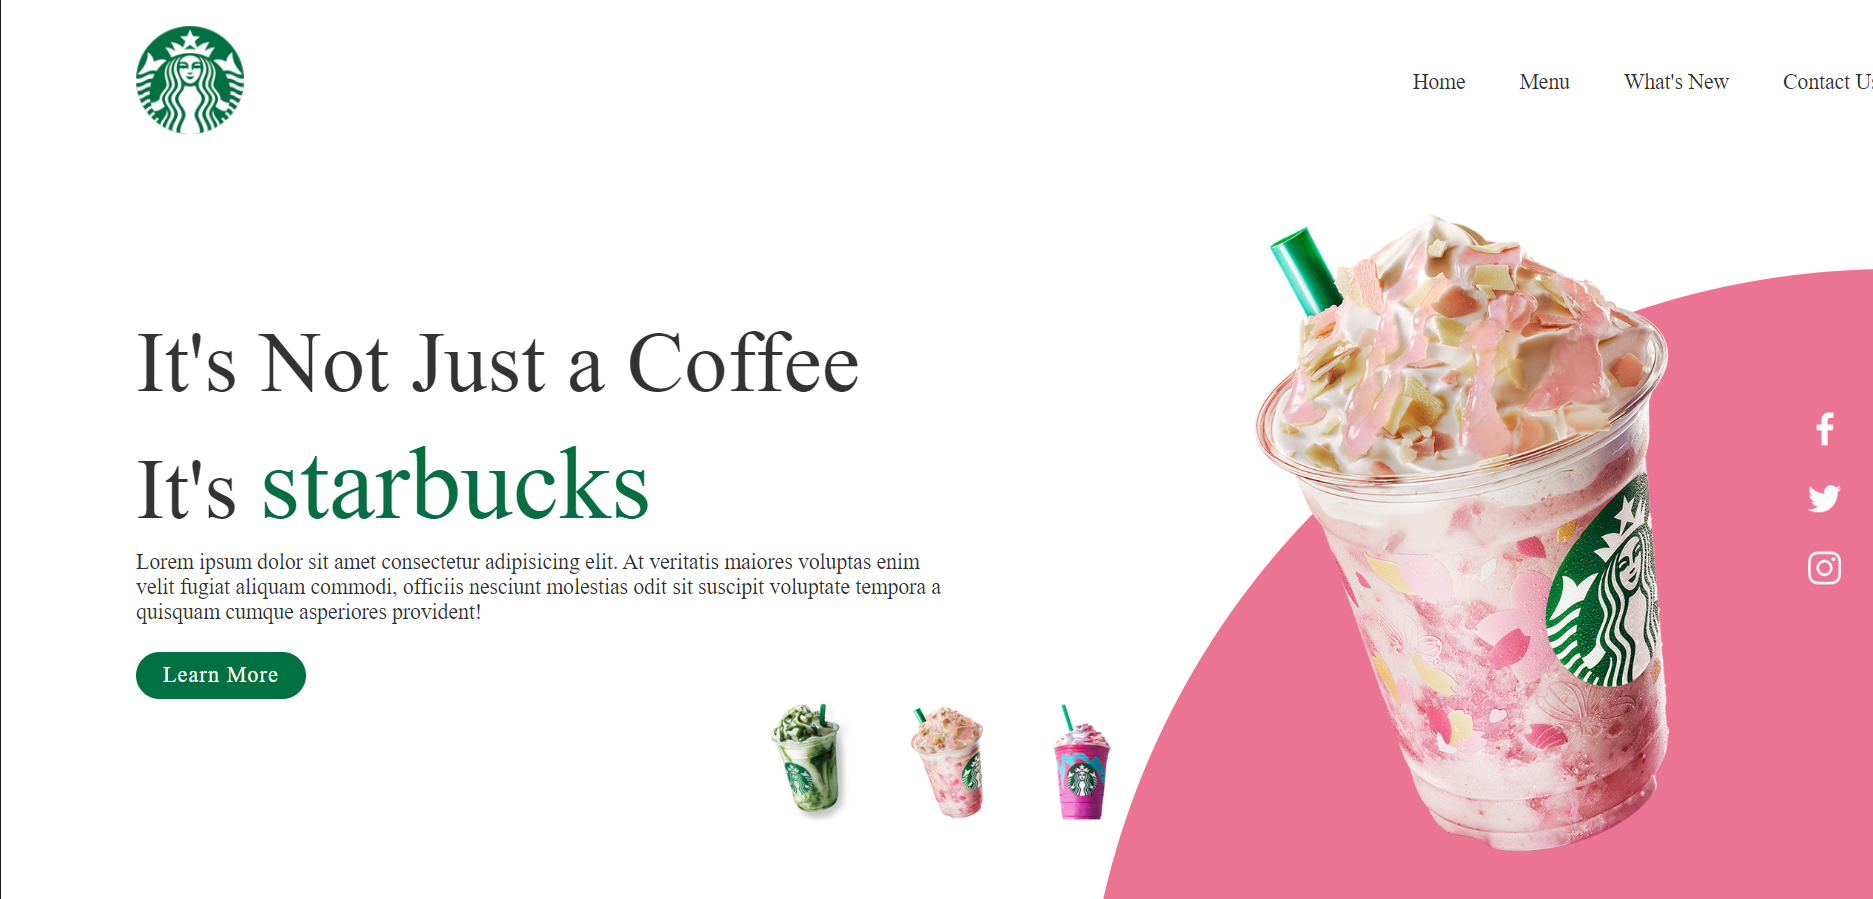 Home Menu What's New Contact Us
It's Not Just a Coffee
It's starbucks
Lorem ipsum dolor sit amet consectetur adipisicing elit. At veritatis maiores voluptas enim
velit fugiat aliquam commodi, officiis nesciunt molestias odit sit suscipit voluptate tempora a
quisquam cumque asperiores provident!
Learn More